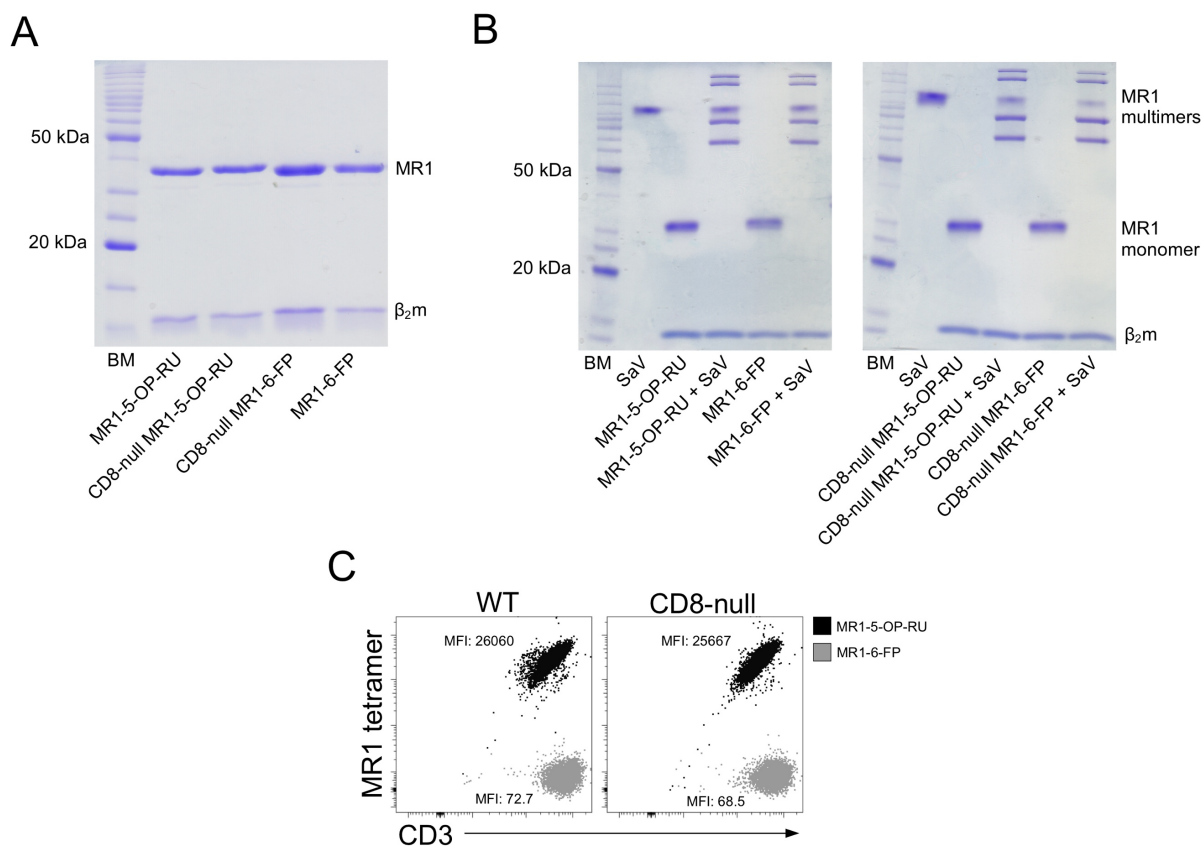 A
50 kDa
20 kDa
MR1
β₂m
BM
MR1-5-OP-RU
CD8-null MR1-5-OP-RU
CD8-null MR1-6-FP
MR1-6-FP
B
50 kDa
20 kDa
BM
SaV
MR1-5-OP-RU
MR1-5-OP-RU + SaV
MR1-6-FP
MR1-6-FP + SaV
MR1
multimers
MR1
monomer
β₂m
BM
SaV
CD8-null MR1-5-OP-RU
CD8-null MR1-5-OP-RU + SaV
CD8-null MR1-6-FP
CD8-null MR1-6-FP + SaV
C
WT
CD8-null
MR1 tetramer
MFI: 26060
MFI: 72.7
MFI: 25667
MFI: 68.5
MR1-5-OP-RU
MR1-6-FP
CD3